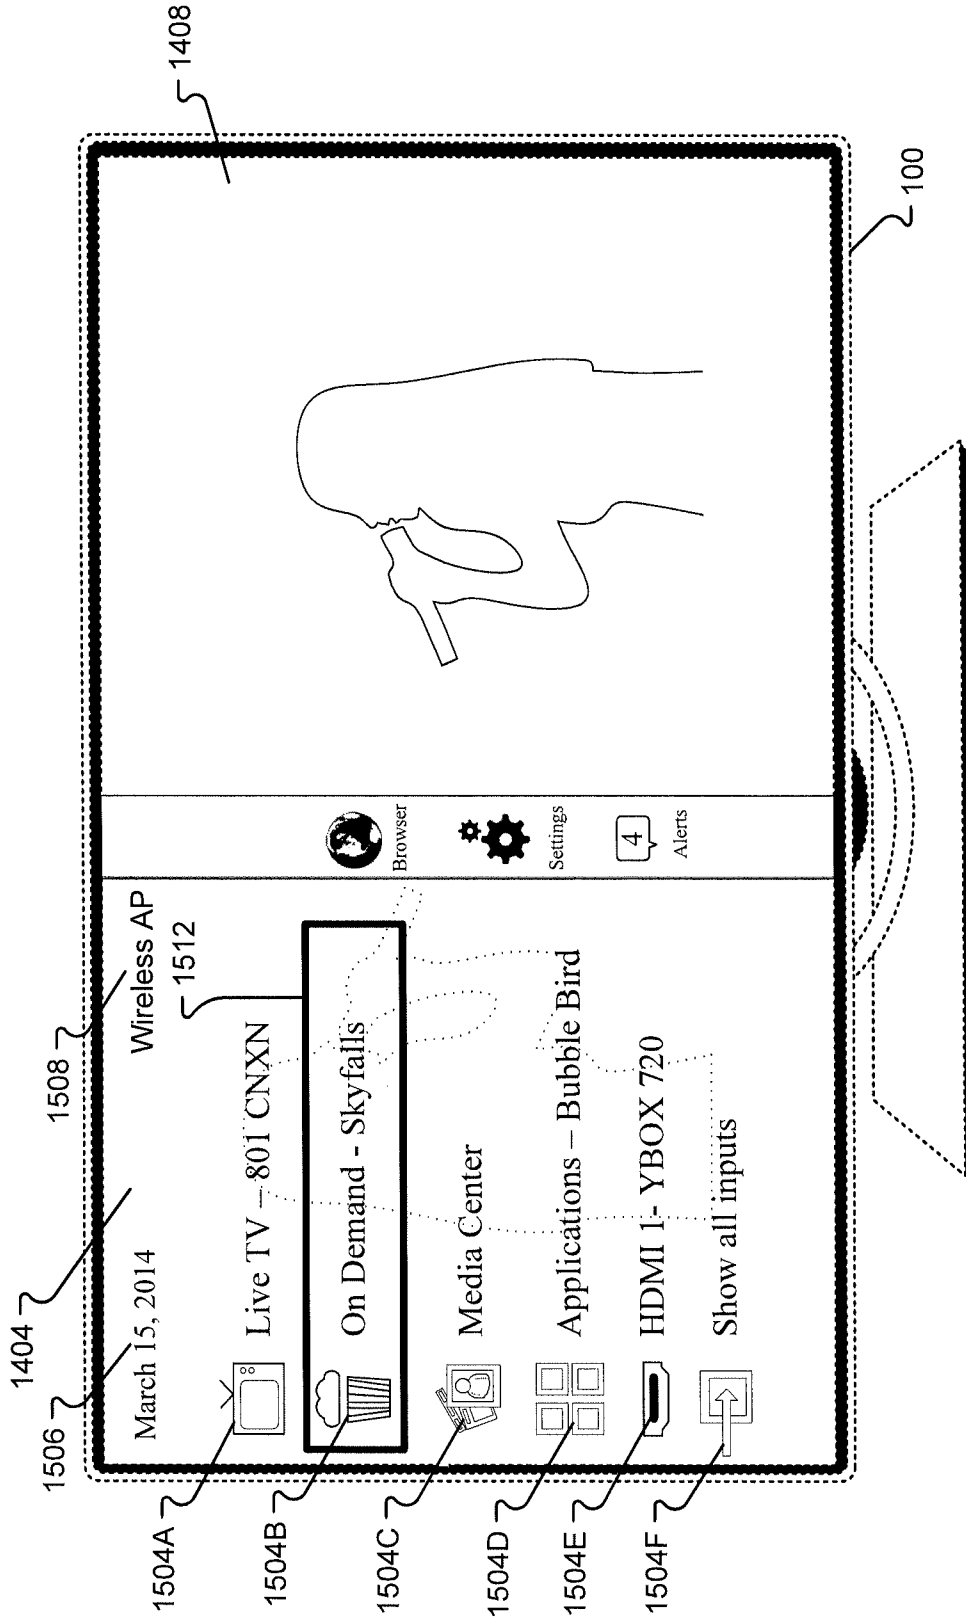 1506
1404
1508
1408
March 15, 2014
Wireless AP
1512
1504A
Live TV – 801 CNXN
1504B
On Demand - Skyfalls
Browser
1504C
Media Center
1504D
Applications – Bubble Bird
Settings
1504E
HDMI 1- YBOX 720
4
Alerts
1504F
Show all inputs
100